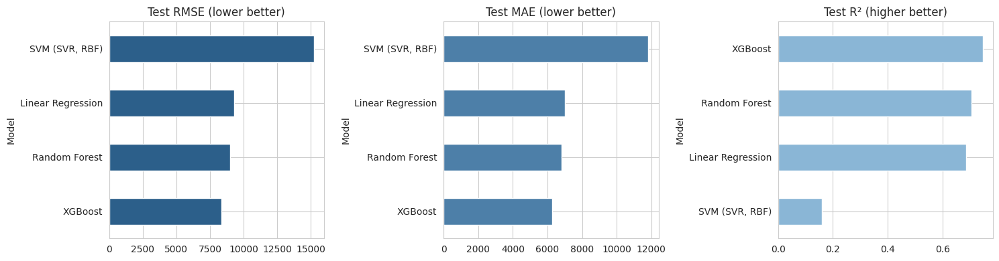 Test RMSE (lower better)
Model
SVM (SVR, RBF)
Linear Regression
Random Forest
XGBoost
0 2500 5000 7500 10000 12500 15000
Test MAE (lower better)
Model
SVM (SVR, RBF)
Linear Regression
Random Forest
XGBoost
0 2000 4000 6000 8000 10000 12000
Test R² (higher better)
Model
XGBoost
Random Forest
Linear Regression
SVM (SVR, RBF)
0.0 0.2 0.4 0.6